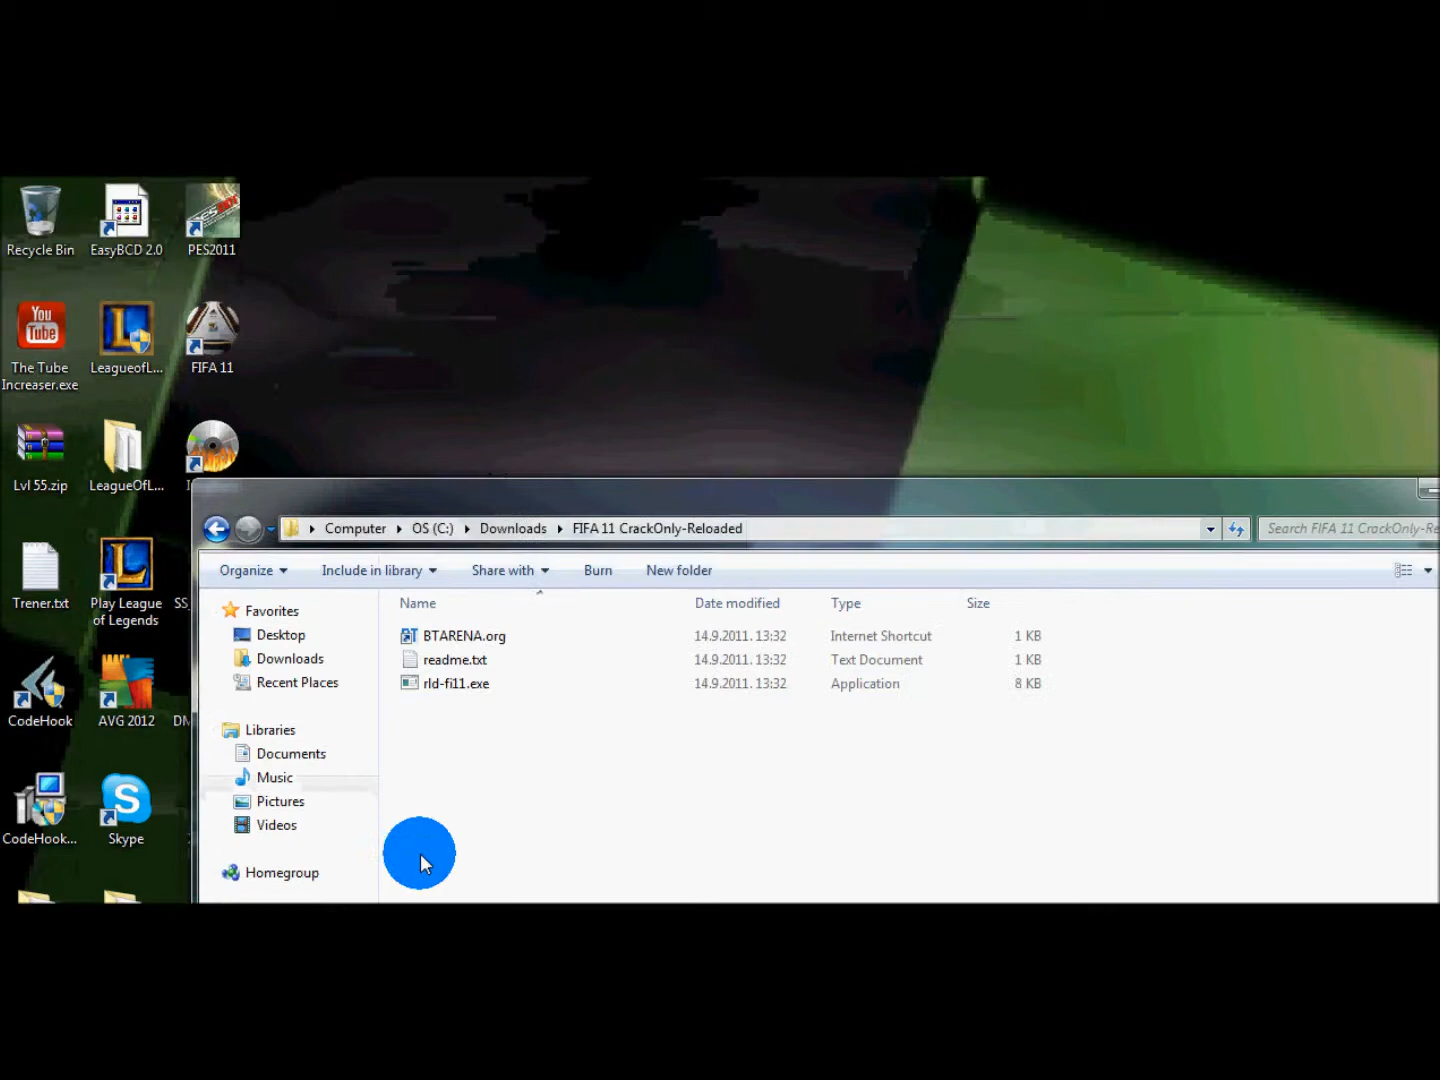 Recycle Bin
EasyBCD 2.0
PES2011
You
Tube
The Tube
Increaser.exe
LeagueofL...
FIFA 11
Lvl 55.zip
LeagueOfL...
Trener.txt
Play League
of Legends
CodeHook
AVG 2012
CodeHook...
Skype
Computer
OS (C:)
Downloads
FIFA 11 CrackOnly-Reloaded
Search FIFA 11 CrackOnly-Re
Organize
Include in library
Share with
Burn
New folder
Favorites
Desktop
Downloads
Recent Places
Libraries
Documents
Music
Pictures
Videos
Homegroup
Name Date modified Type Size
BTARENA.org 14.9.2011. 13:32 Internet Shortcut 1 KB
readme.txt 14.9.2011. 13:32 Text Document 1 KB
rld-fi11.exe 14.9.2011. 13:32 Application 8 KB